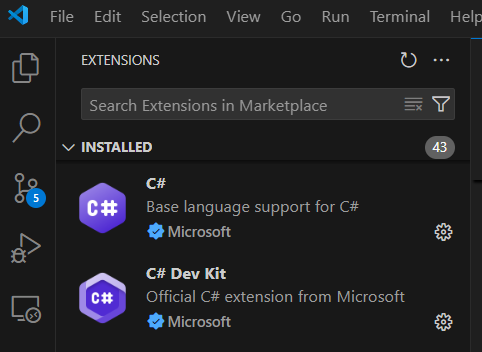 File Edit Selection View Go Run Terminal Help
EXTENSIONS
Search Extensions in Marketplace
INSTALLED 43
C#
C#
Base language support for C#
Microsoft
5
C# Dev Kit
C#
Official C# extension from Microsoft
Microsoft